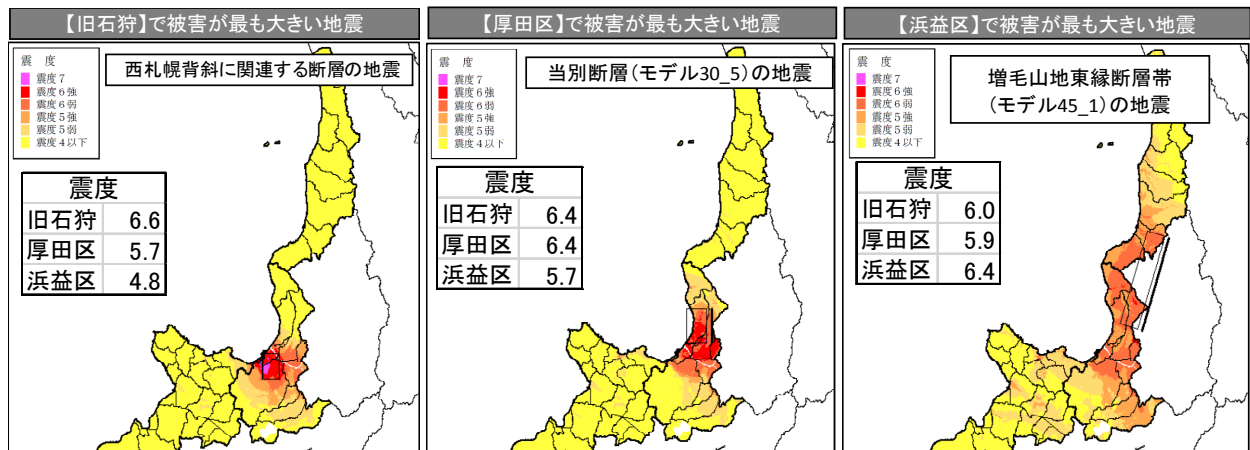 【旧石狩】で被害が最も大きい地震
震 度
震度7
震度6強
震度6弱
震度5強
震度5弱
震度4以下
西札幌背斜に関連する断層の地震
震度
旧石狩 6.6
厚田区 5.7
浜益区 4.8
【厚田区】で被害が最も大きい地震
震 度
震度7
震度6強
震度6弱
震度5強
震度5弱
震度4以下
当別断層(モデル30_5)の地震
震度
旧石狩 6.4
厚田区 6.4
浜益区 5.7
【浜益区】で被害が最も大きい地震
震 度
震度7
震度6強
震度6弱
震度5強
震度5弱
震度4以下
増毛山地東縁断層帯
(モデル45_1)の地震
震度
旧石狩 6.0
厚田区 5.9
浜益区 6.4